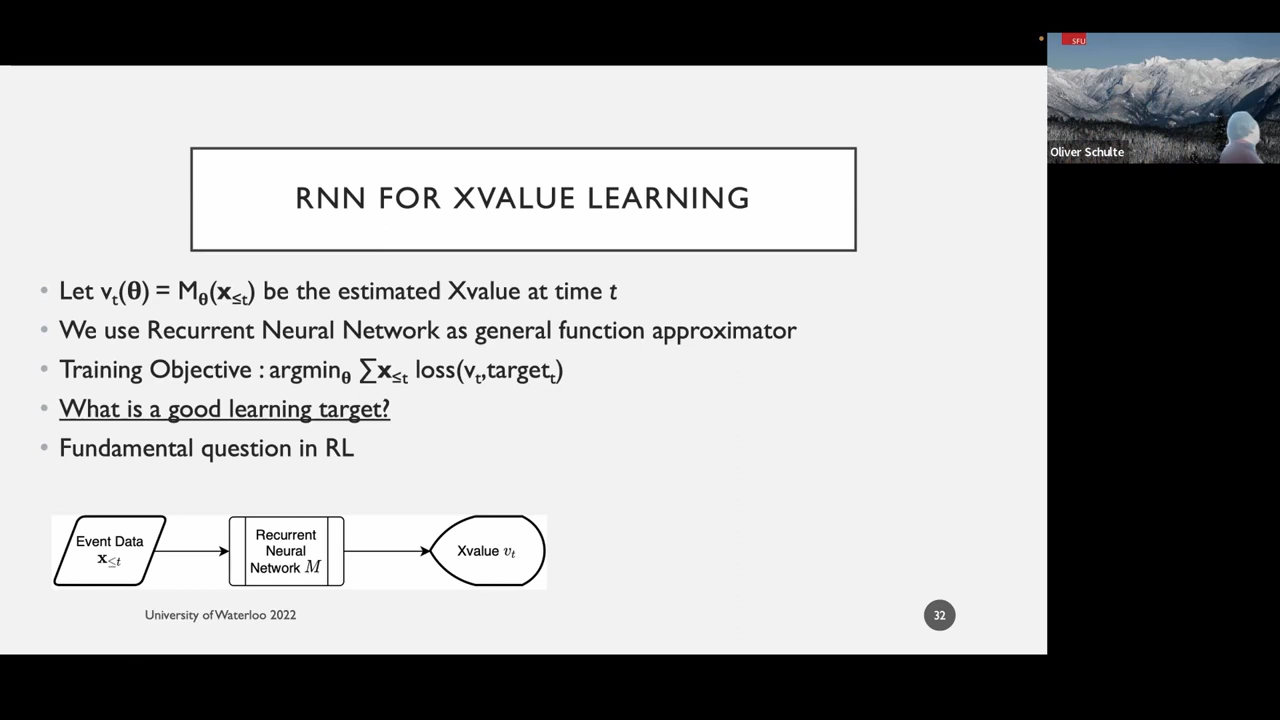 SFU
Oliver Schulte
RNN FOR XVALUE LEARNING
• Let vₜ(θ) = M_θ(x≤ₜ) be the estimated Xvalue at time t
• We use Recurrent Neural Network as general function approximator
• Training Objective : argmin_θ ∑x≤ₜ loss(vₜ,targetₜ)
• What is a good learning target?
• Fundamental question in RL
Event Data
x≤ₜ
Recurrent
Neural
Network M
Xvalue vₜ
University of Waterloo 2022
32